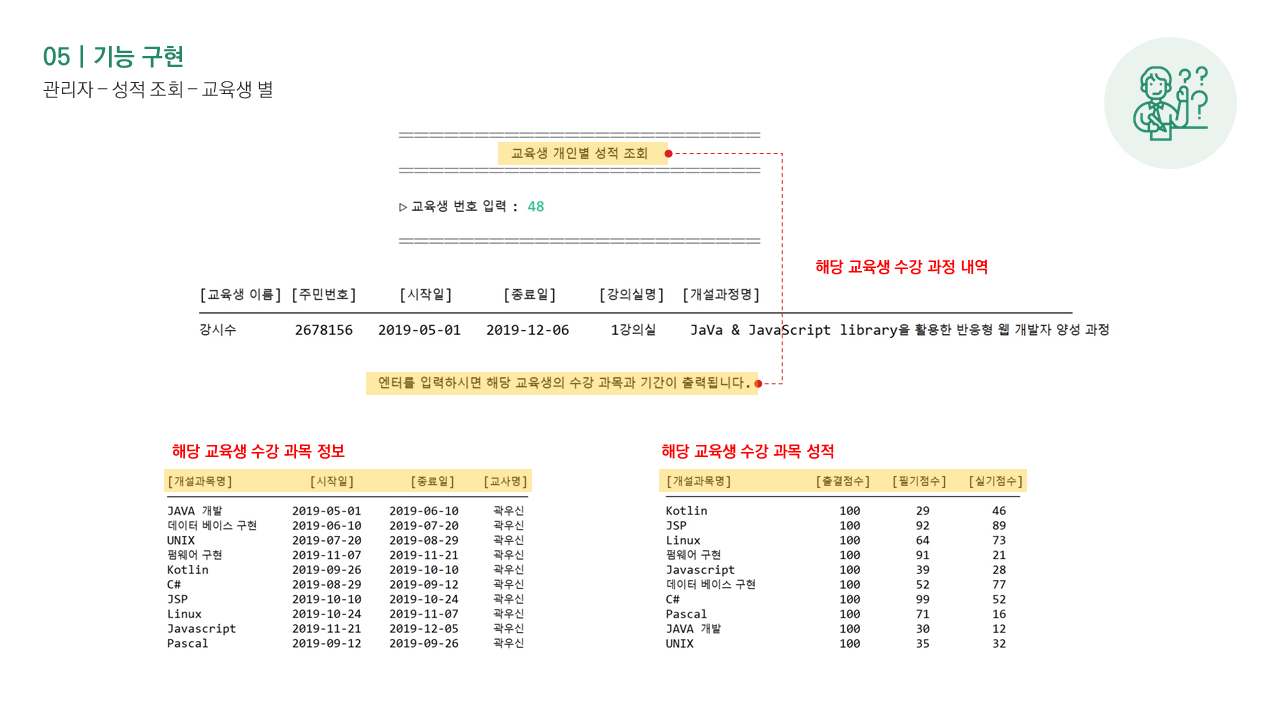 05 | 기능 구현
관리자 – 성적 조회 – 교육생 별
? ? ?
교육생 개인별 성적 조회
▷ 교육생 번호 입력 : 48
해당 교육생 수강 과정 내역
[교육생 이름] [주민번호] [시작일] [종료일] [강의실명] [개설과정명]
강시수 2678156 2019-05-01 2019-12-06 1강의실 JaVa & JavaScript library을 활용한 반응형 웹 개발자 양성 과정
엔터를 입력하시면 해당 교육생의 수강 과목과 기간이 출력됩니다.
해당 교육생 수강 과목 정보
[개설과목명] [시작일] [종료일] [교사명]
JAVA 개발 2019-05-01 2019-06-10 곽우신
데이터 베이스 구현 2019-06-10 2019-07-20 곽우신
UNIX 2019-07-20 2019-08-29 곽우신
펌웨어 구현 2019-11-07 2019-11-21 곽우신
Kotlin 2019-09-26 2019-10-10 곽우신
C# 2019-08-29 2019-09-12 곽우신
JSP 2019-10-10 2019-10-24 곽우신
Linux 2019-10-24 2019-11-07 곽우신
Javascript 2019-11-21 2019-12-05 곽우신
Pascal 2019-09-12 2019-09-26 곽우신
해당 교육생 수강 과목 성적
[개설과목명] [출결점수] [필기점수] [실기점수]
Kotlin 100 29 46
JSP 100 92 89
Linux 100 64 73
펌웨어 구현 100 91 21
Javascript 100 39 28
데이터 베이스 구현 100 52 77
C# 100 99 52
Pascal 100 71 16
JAVA 개발 100 30 12
UNIX 100 35 32